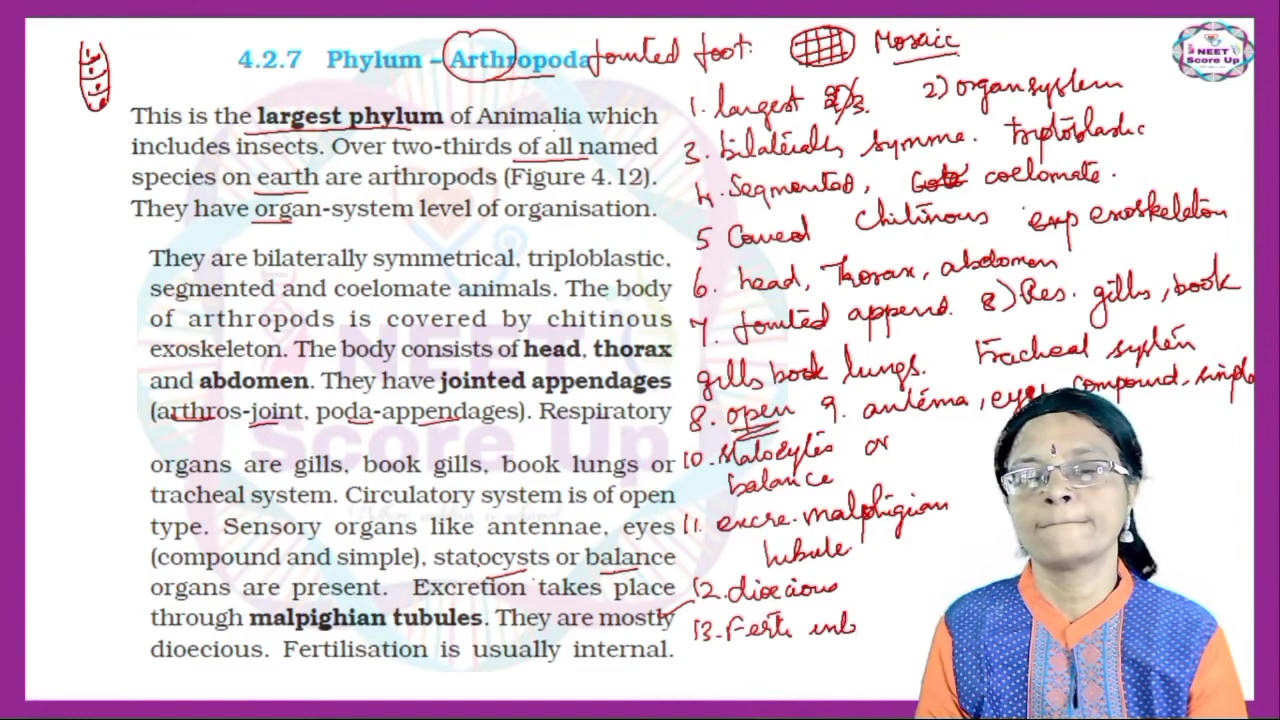 4.2.7 Phylum – Arthropoda Jointed foot. Mosaic
NEET
Score Up
This is the largest phylum of Animalia which
includes insects. Over two-thirds of all named
species on earth are arthropods (Figure 4.12).
They have organ-system level of organisation.
They are bilaterally symmetrical, triploblastic,
segmented and coelomate animals. The body
of arthropods is covered by chitinous
exoskeleton. The body consists of head, thorax
and abdomen. They have jointed appendages
(arthros-joint, poda-appendages). Respiratory
organs are gills, book gills, book lungs or
tracheal system. Circulatory system is of open
type. Sensory organs like antennae, eyes
(compound and simple), statocysts or balance
organs are present. Excretion takes place
through malpighian tubules. They are mostly
dioecious. Fertilisation is usually internal.
1. largest 2/3. 2) organ system
3. bilaterally symme. triploblastic
4. Segmented, coelomate.
5 Covered chitinous exoskeleton
6. head, Thorax, abdomen
7. Jointed append. 8) Res. gills, book
gills book lungs. Tracheal system
8. open 9. antenna, eyes compound, simple
10. statocytes or
balance
11. excre. malphigian
tubule.
12. dioecious
13. Ferti int
NEET
Score Up